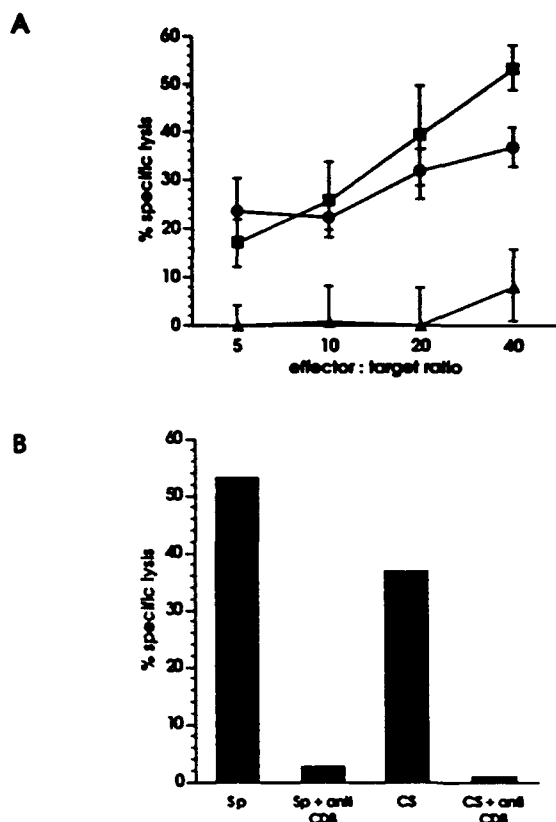 A
60
50
40
30
20
10
0
% specific lysis
5 10 20 40
effector : target ratio
B
60
50
40
30
20
10
0
% specific lysis
Sp Sp + anti CS CS + anti
CD8 CD8